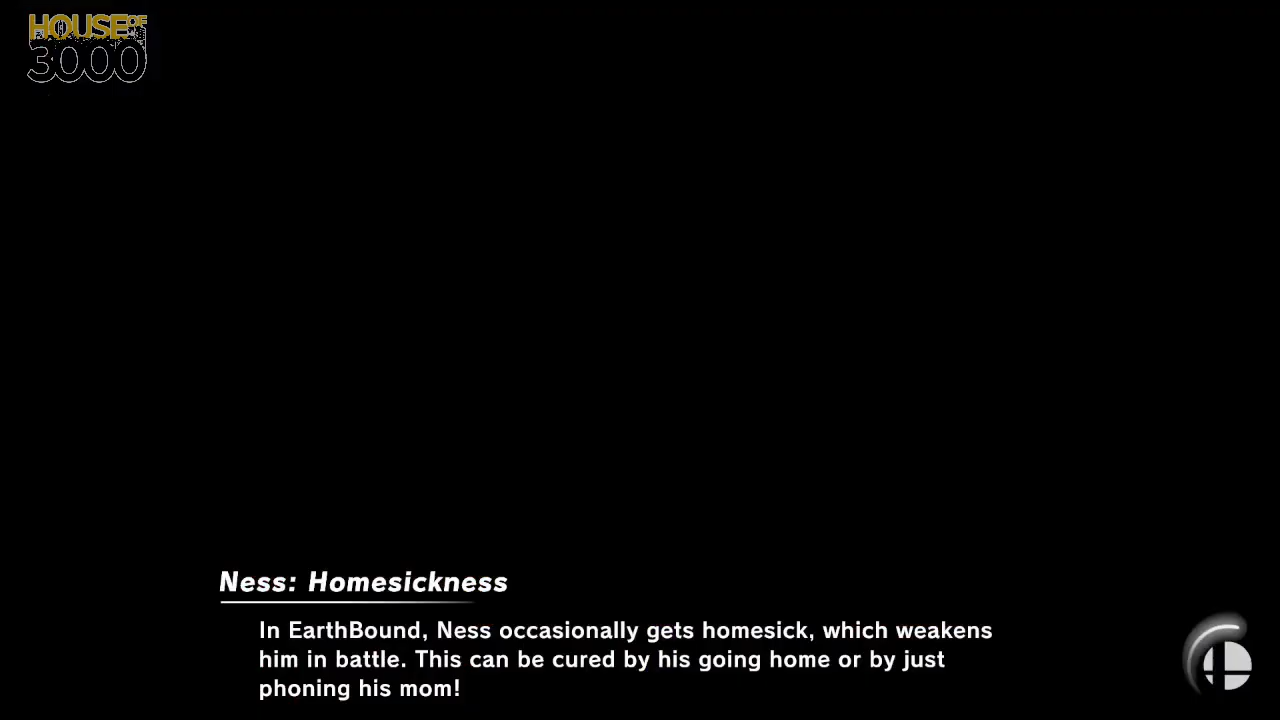 HOUSE OF
3000
Ness: Homesickness
In EarthBound, Ness occasionally gets homesick, which weakens
him in battle. This can be cured by his going home or by just
phoning his mom!